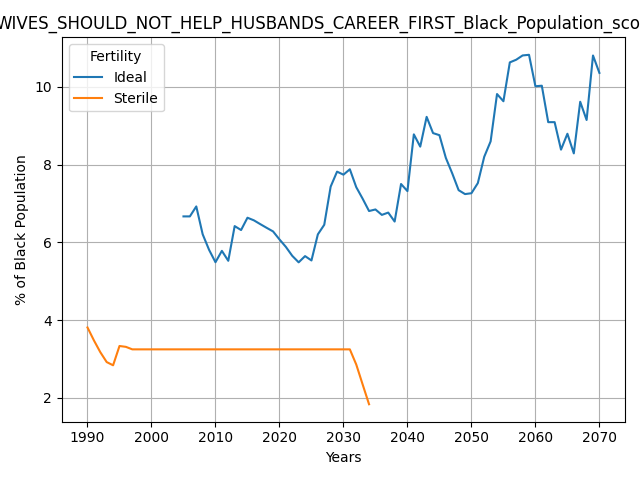 WIVES_SHOULD_NOT_HELP_HUSBANDS_CAREER_FIRST_Black_Population_sco
Fertility
Ideal
Sterile
% of Black Population
10
8
6
4
2
1990 2000 2010 2020 2030 2040 2050 2060 2070
Years